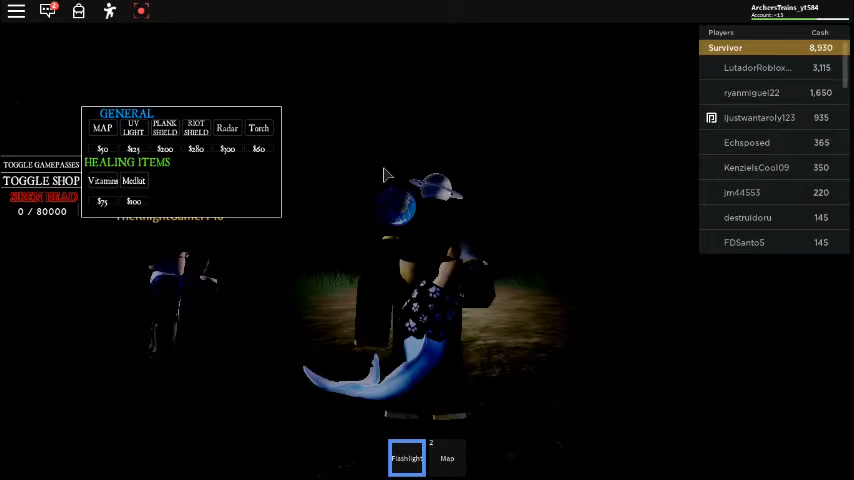 2
ArchersTrains_yt584
Account: <13
Players Cash
Survivor 8,930
LutadorRoblox... 3,115
ryanmiguel22 1,650
ijustwantaroly123 935
Echsposed 365
KenzieIsCool09 350
jm44553 220
destruidoru 145
FDSanto5 145
GENERAL
MAP UV LIGHT PLANK SHIELD RIOT SHIELD Radar Torch
$50 $125 $200 $280 $300 $60
HEALING ITEMS
Vitamins Medkit
$75 $100
TOGGLE GAMEPASSES
TOGGLE SHOP
SIREN HEAD
0 / 80000
Flashlight
2
Map